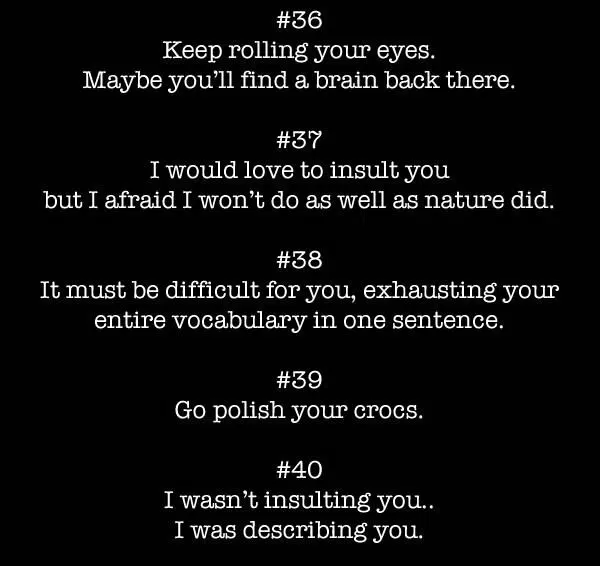 #36
Keep rolling your eyes.
Maybe you'll find a brain back there.
#37
I would love to insult you
but I afraid I won't do as well as nature did.
#38
It must be difficult for you, exhausting your
entire vocabulary in one sentence.
#39
Go polish your crocs.
#40
I wasn't insulting you..
I was describing you.